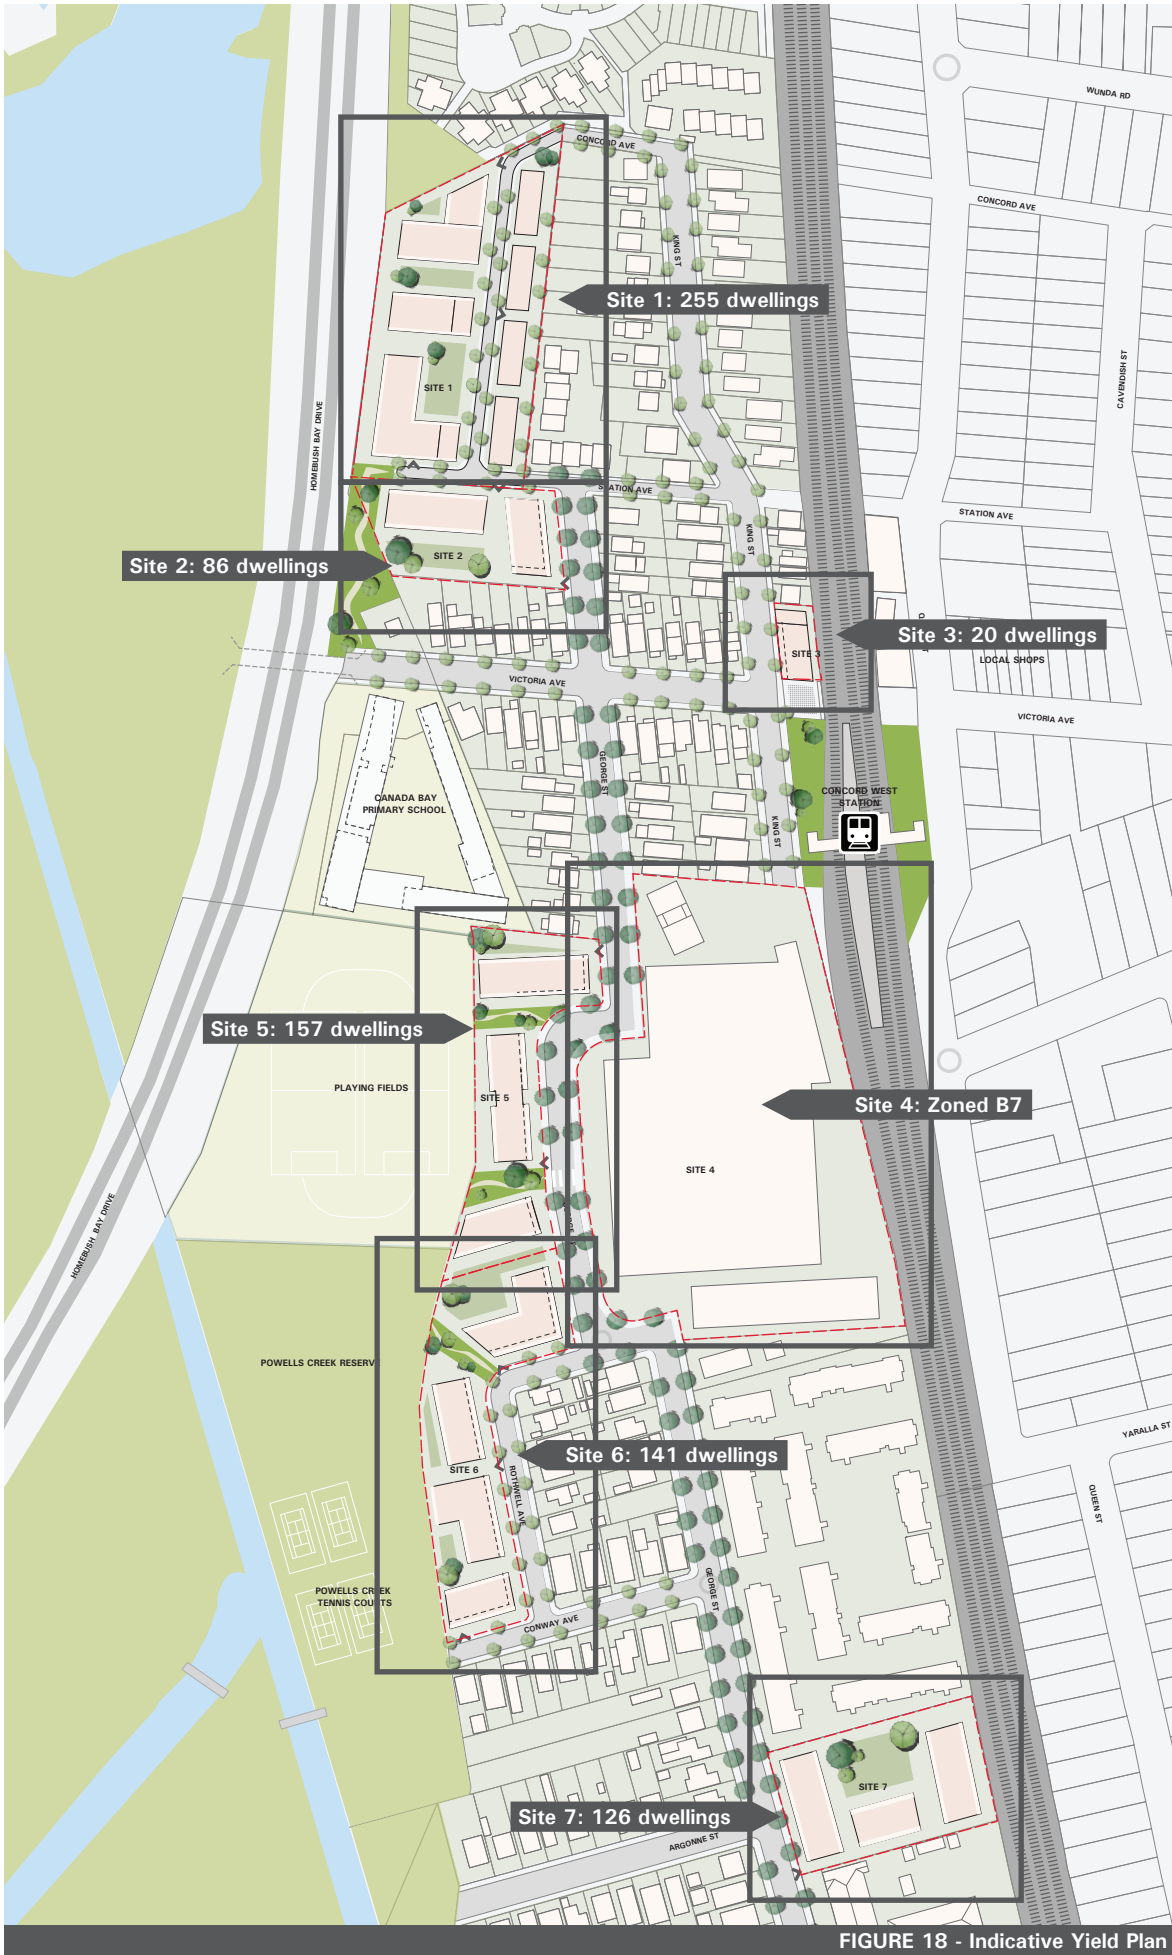 WUNDA RD
CONCORD AVE
CONCORD AVE
KING ST
Site 1: 255 dwellings
SITE 1
CAVENDISH ST
HOMEBUSH BAY DRIVE
STATION AVE
STATION AVE
KING ST
SITE 2
Site 2: 86 dwellings
Site 3: 20 dwellings
SITE 3
LOCAL SHOPS
VICTORIA AVE
VICTORIA AVE
GEORGE ST
CANADA BAY
PRIMARY SCHOOL
CONCORD WEST
STATION
KING ST
Site 5: 157 dwellings
PLAYING FIELDS
SITE 5
Site 4: Zoned B7
SITE 4
HOMEBUSH BAY DRIVE
POWELLS CREEK RESERVE
YARALLA ST
Site 6: 141 dwellings
SITE 6
ROTHWELL AVE
QUEEN ST
POWELLS CREEK
TENNIS COURTS
GEORGE ST
CONWAY AVE
SITE 7
Site 7: 126 dwellings
ARGONNE ST
FIGURE 18 - Indicative Yield Plan